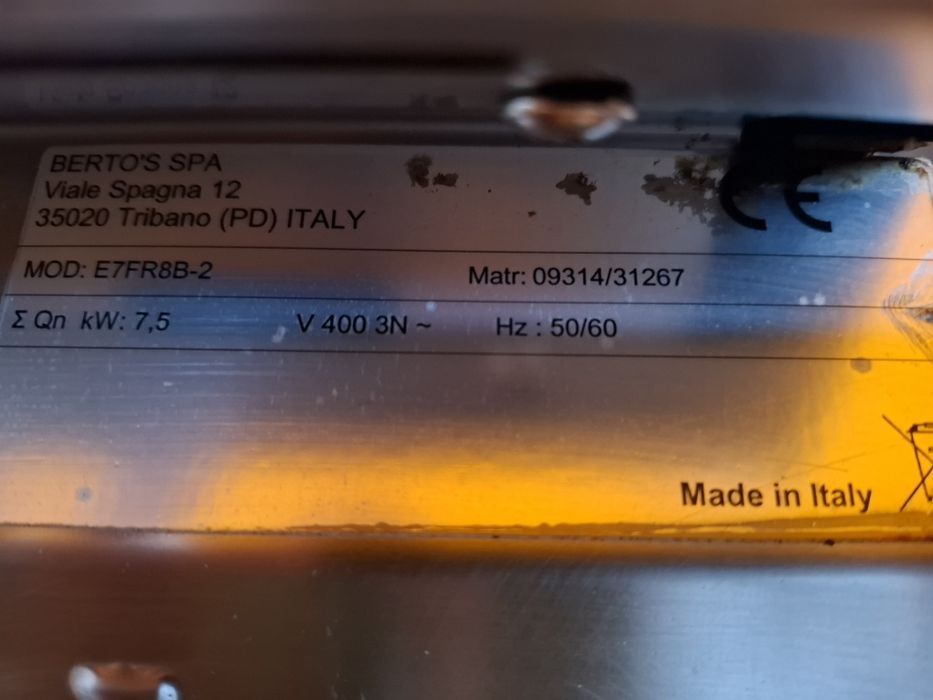 BERTO'S SPA
Viale Spagna 12
35020 Tribano (PD) ITALY
CE
MOD: E7FR8B-2 Matr: 09314/31267
Σ Qn kW: 7,5 V 400 3N ~ Hz : 50/60
Made in Italy